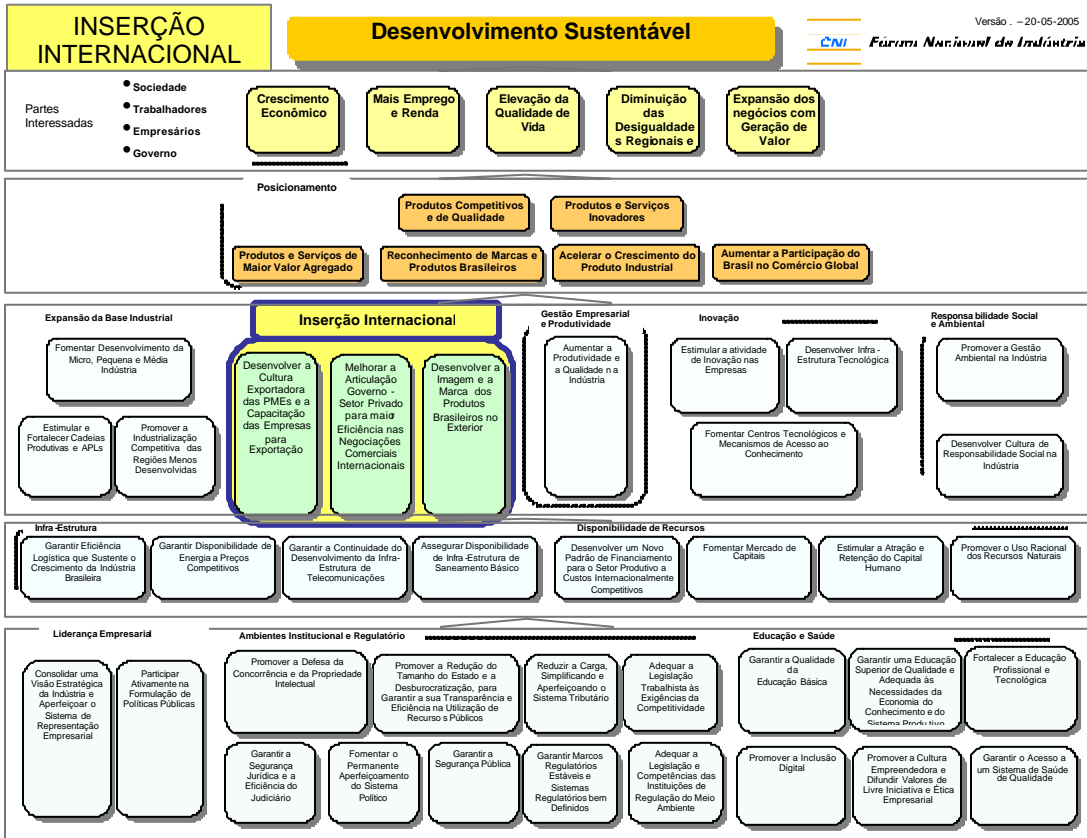 INSERÇÃO
INTERNACIONAL
Desenvolvimento Sustentável
Versão . – 20-05-2005
CNI Fórum Nacional da Indústria
Partes
Interessadas
• Sociedade
• Trabalhadores
• Empresários
• Governo
Crescimento
Econômico
Mais Emprego
e Renda
Elevação da
Qualidade de
Vida
Diminuição
das
Desigualdade
s Regionais e
Expansão dos
negócios com
Geração de
Valor
Posicionamento
Produtos Competitivos
e de Qualidade
Produtos e Serviços
Inovadores
Produtos e Serviços de
Maior Valor Agregado
Reconhecimento de Marcas e
Produtos Brasileiros
Acelerar o Crescimento do
Produto Industrial
Aumentar a Participação do
Brasil no Comércio Global
Expansão da Base Industrial
Fomentar Desenvolvimento da
Micro, Pequena e Média
Indústria
Estimular e
Fortalecer Cadeias
Produtivas e APLs
Promover a
Industrialização
Competitiva das
Regiões Menos
Desenvolvidas
Inserção Internacional
Desenvolver a
Cultura
Exportadora
das PMEs e a
Capacitação
das Empresas
para
Exportação
Melhorar a
Articulação
Governo -
Setor Privado
para maior
Eficiência nas
Negociações
Comerciais
Internacionais
Desenvolver a
Imagem e a
Marca dos
Produtos
Brasileiros no
Exterior
Gestão Empresarial
e Produtividade
Aumentar a
Produtividade e
a Qualidade n a
Indústria
Inovação
Estimular a atividade
de Inovação nas
Empresas
Desenvolver Infra -
Estrutura Tecnológica
Fomentar Centros Tecnológicos e
Mecanismos de Acesso ao
Conhecimento
Responsa bilidade Social
e Ambiental
Promover a Gestão
Ambiental na Indústria
Desenvolver Cultura de
Responsabilidade Social na
Indústria
Infra -Estrutura
Garantir Eficiência
Logística que Sustente o
Crescimento da Indústria
Brasileira
Garantir Disponibilidade de
Energia a Preços
Competitivos
Garantir a Continuidade do
Desenvolvimento da Infra-
Estrutura de
Telecomunicações
Assegurar Disponibilidade
de Infra-Estrutura de
Saneamento Básico
Disponibilidade de Recursos
Desenvolver um Novo
Padrão de Financiamento
para o Setor Produtivo a
Custos Internacionalmente
Competitivos
Fomentar Mercado de
Capitais
Estimular a Atração e
Retenção do Capital
Humano
Promover o Uso Racional
dos Recursos Naturais
Liderança Empresarial
Consolidar uma
Visão Estratégica
da Indústria e
Aperfeiçoar o
Sistema de
Representação
Empresarial
Participar
Ativamente na
Formulação de
Políticas Públicas
Ambientes Institucional e Regulatório
Promover a Defesa da
Concorrência e da Propriedade
Intelectual
Promover a Redução do
Tamanho do Estado e a
Desburocratização, para
Garantir a sua Transparência e
Eficiência na Utilização de
Recurso s Públicos
Reduzir a Carga,
Simplificando e
Aperfeiçoando o
Sistema Tributário
Adequar a
Legislação
Trabalhista às
Exigências da
Competitividade
Garantir a
Segurança
Jurídica e a
Eficiência do
Judiciário
Fomentar o
Permanente
Aperfeiçoamento
do Sistema
Político
Garantir a
Segurança Pública
Garantir Marcos
Regulatórios
Estáveis e
Sistemas
Regulatórios bem
Definidos
Adequar a
Legislação e
Competências das
Instituições de
Regulação do Meio
Ambiente
Educação e Saúde
Garantir a Qualidade
da
Educação Básica
Garantir uma Educação
Superior de Qualidade e
Adequada às
Necessidades da
Economia do
Conhecimento e do
Sistema Produ tivo
Fortalecer a Educação
Profissional e
Tecnológica
Promover a Inclusão
Digital
Promover a Cultura
Empreendedora e
Difundir Valores de
Livre Iniciativa e Ética
Empresarial
Garantir o Acesso a
um Sistema de Saúde
de Qualidade